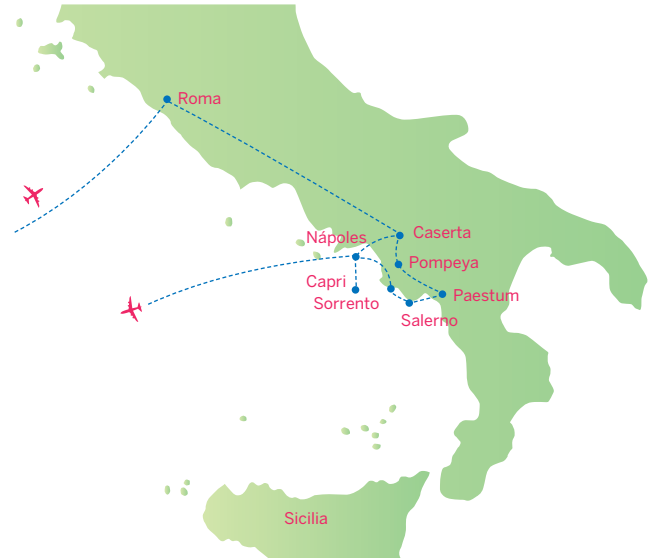 Roma
Caserta
Nápoles
Pompeya
Capri
Paestum
Sorrento
Salerno
Sicilia